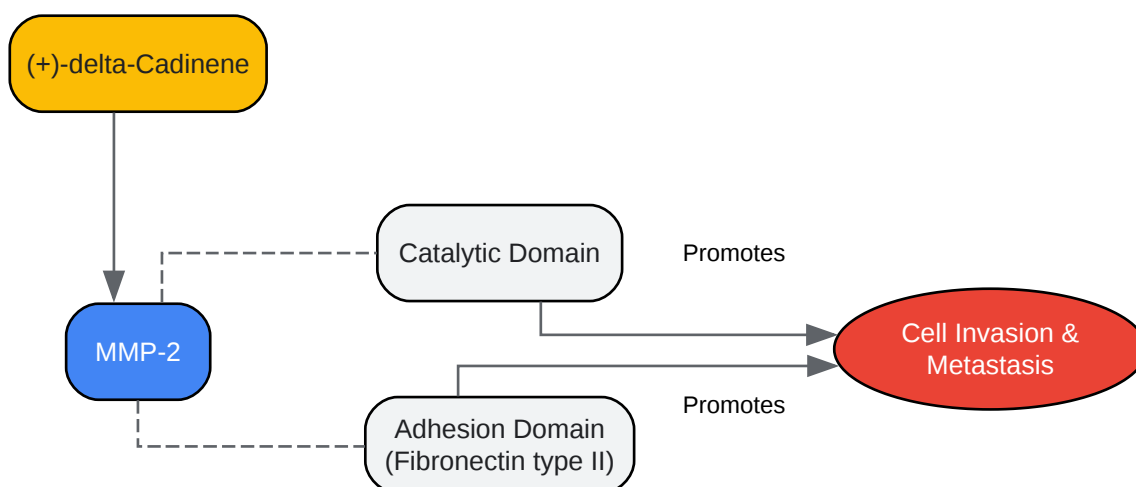 (+)-delta-Cadinene
Catalytic Domain
Promotes
MMP-2
Cell Invasion &
Metastasis
Promotes
Adhesion Domain
(Fibronectin type II)